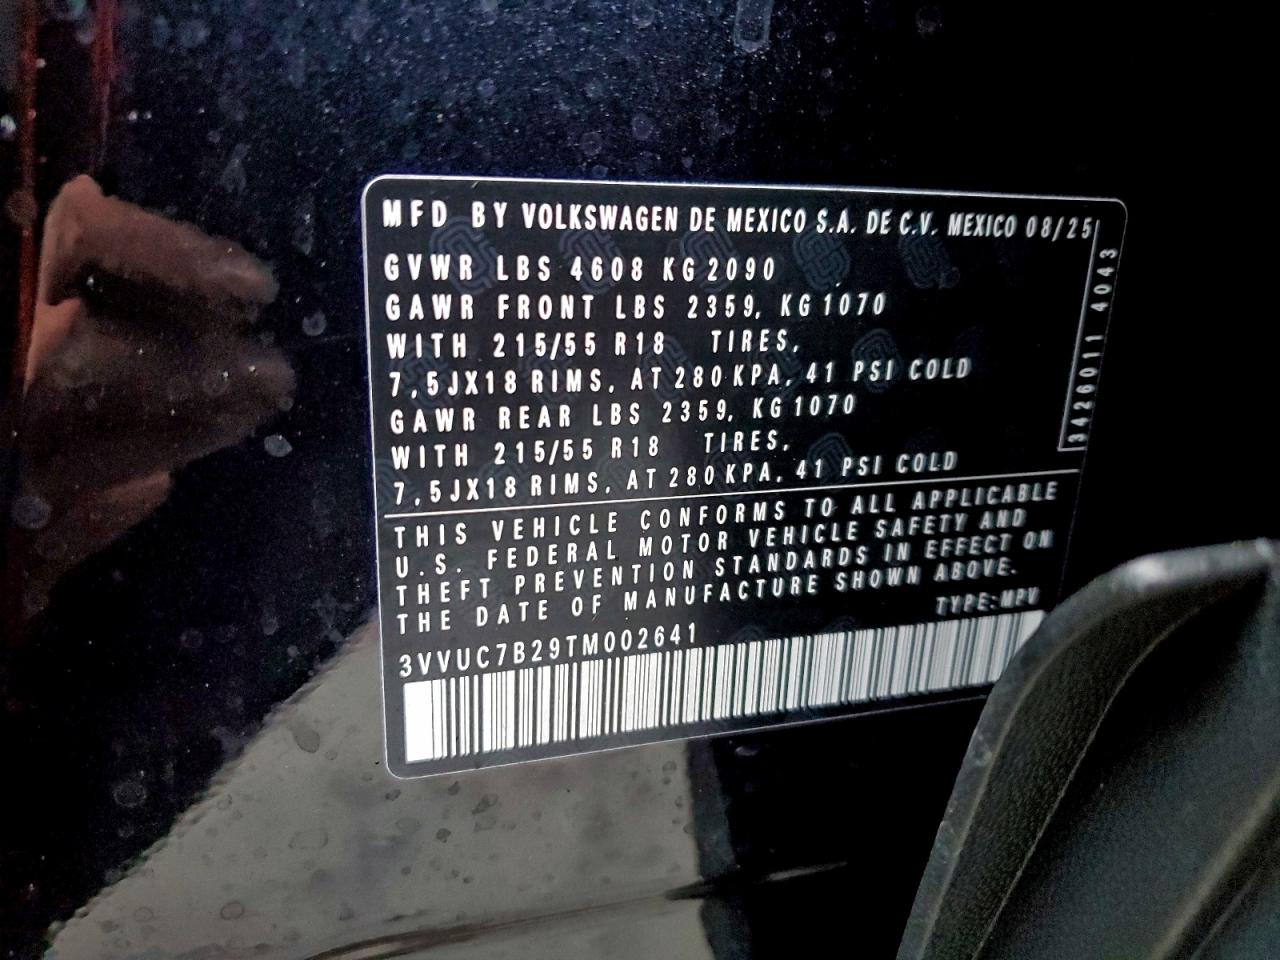 MFD BY VOLKSWAGEN DE MEXICO S.A. DE C.V. MEXICO 08/25
GVWR LBS 4608 KG 2090
GAWR FRONT LBS 2359, KG 1070
WITH 215/55 R18 TIRES,
7,5JX18 RIMS, AT 280 KPA, 41 PSI COLD
GAWR REAR LBS 2359, KG 1070
WITH 215/55 R18 TIRES,
7,5JX18 RIMS, AT 280 KPA, 41 PSI COLD
3426011 4043
THIS VEHICLE CONFORMS TO ALL APPLICABLE
U.S. FEDERAL MOTOR VEHICLE SAFETY AND
THEFT PREVENTION STANDARDS IN EFFECT ON
THE DATE OF MANUFACTURE SHOWN ABOVE.
TYPE:MPV
3VVUC7B29TM002641